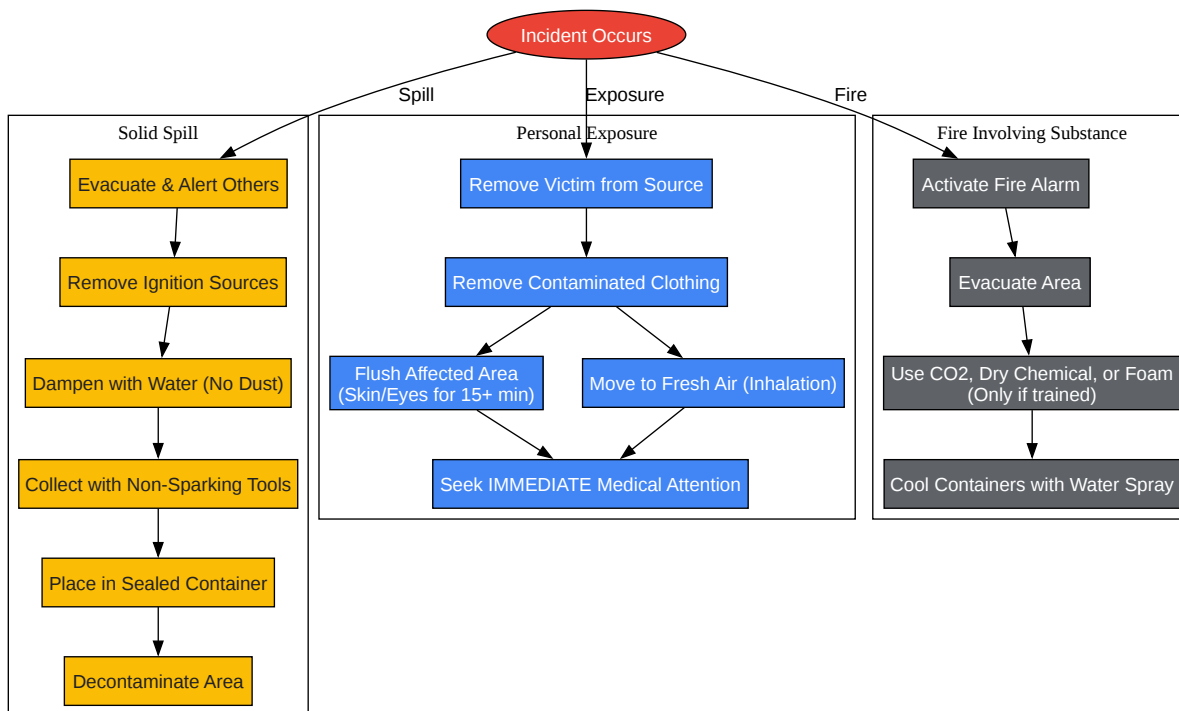 Incident Occurs
Spill
Exposure
Fire
Solid Spill
Evacuate & Alert Others
Remove Ignition Sources
Dampen with Water (No Dust)
Collect with Non-Sparking Tools
Place in Sealed Container
Decontaminate Area
Personal Exposure
Remove Victim from Source
Remove Contaminated Clothing
Flush Affected Area
(Skin/Eyes for 15+ min)
Move to Fresh Air (Inhalation)
Seek IMMEDIATE Medical Attention
Fire Involving Substance
Activate Fire Alarm
Evacuate Area
Use CO2, Dry Chemical, or Foam
(Only if trained)
Cool Containers with Water Spray